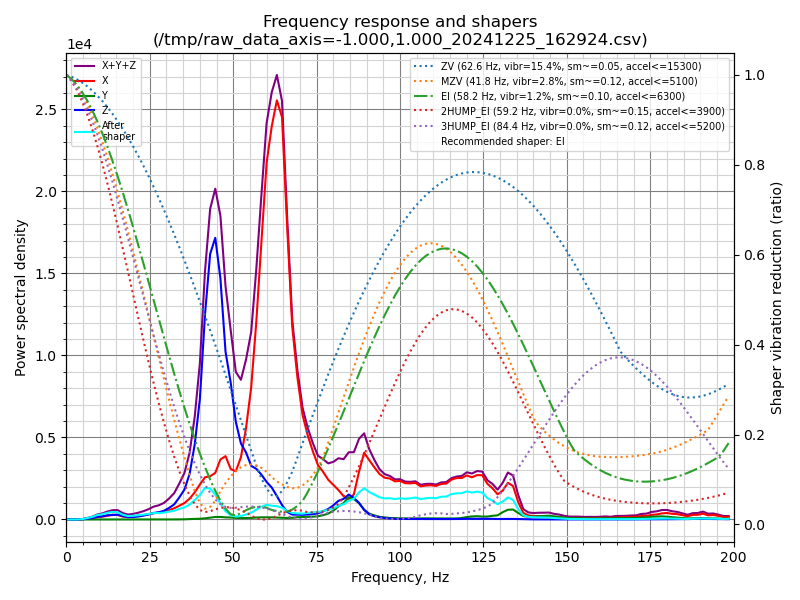 Frequency response and shapers
(/tmp/raw_data_axis=-1.000,1.000_20241225_162924.csv)
1e4
X+Y+Z
X
Y
Z
After
shaper
ZV (62.6 Hz, vibr=15.4%, sm~=0.05, accel<=15300)
MZV (41.8 Hz, vibr=2.8%, sm~=0.12, accel<=5100)
EI (58.2 Hz, vibr=1.2%, sm~=0.10, accel<=6300)
2HUMP_EI (59.2 Hz, vibr=0.0%, sm~=0.15, accel<=3900)
3HUMP_EI (84.4 Hz, vibr=0.0%, sm~=0.12, accel<=5200)
Recommended shaper: EI
Power spectral density
2.5
2.0
1.5
1.0
0.5
0.0
1.0
0.8
0.6
0.4
0.2
0.0
Shaper vibration reduction (ratio)
0 25 50 75 100 125 150 175 200
Frequency, Hz